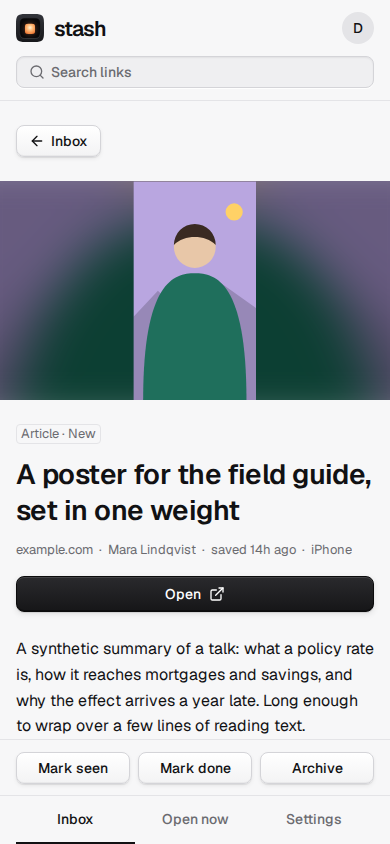 stash
D
Search links
Inbox
Article · New
A poster for the field guide,
set in one weight
example.com · Mara Lindqvist · saved 14h ago · iPhone
Open
A synthetic summary of a talk: what a policy rate
is, how it reaches mortgages and savings, and
why the effect arrives a year late. Long enough
to wrap over a few lines of reading text.
Mark seen
Mark done
Archive
Inbox
Open now
Settings